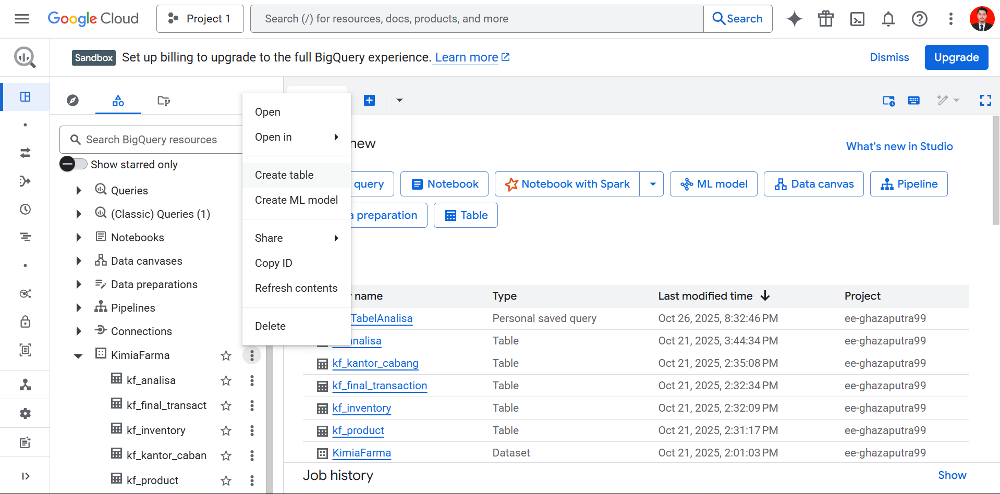 Google Cloud
Project 1
Search (/) for resources, docs, products, and more
Search
Sandbox
Set up billing to upgrade to the full BigQuery experience. Learn more
Dismiss
Upgrade
Search BigQuery resources
Show starred only
Queries
(Classic) Queries (1)
Notebooks
Data canvases
Data preparations
Pipelines
Connections
KimiaFarma
kf_analisa
kf_final_transact
kf_inventory
kf_kantor_caban
kf_product
Open
Open in
Create table
Create ML model
Share
Copy ID
Refresh contents
Delete
new
What's new in Studio
query
Notebook
Notebook with Spark
ML model
Data canvas
Pipeline
preparation
Table
name Type Last modified time Project
TabelAnalisa Personal saved query Oct 26, 2025, 8:32:46 PM ee-ghazaputra99
analisa Table Oct 21, 2025, 3:44:34 PM ee-ghazaputra99
kf_kantor_cabang Table Oct 21, 2025, 2:35:08 PM ee-ghazaputra99
kf_final_transaction Table Oct 21, 2025, 2:32:34 PM ee-ghazaputra99
kf_inventory Table Oct 21, 2025, 2:32:09 PM ee-ghazaputra99
kf_product Table Oct 21, 2025, 2:31:17 PM ee-ghazaputra99
KimiaFarma Dataset Oct 21, 2025, 2:01:03 PM ee-ghazaputra99
Job history
Show